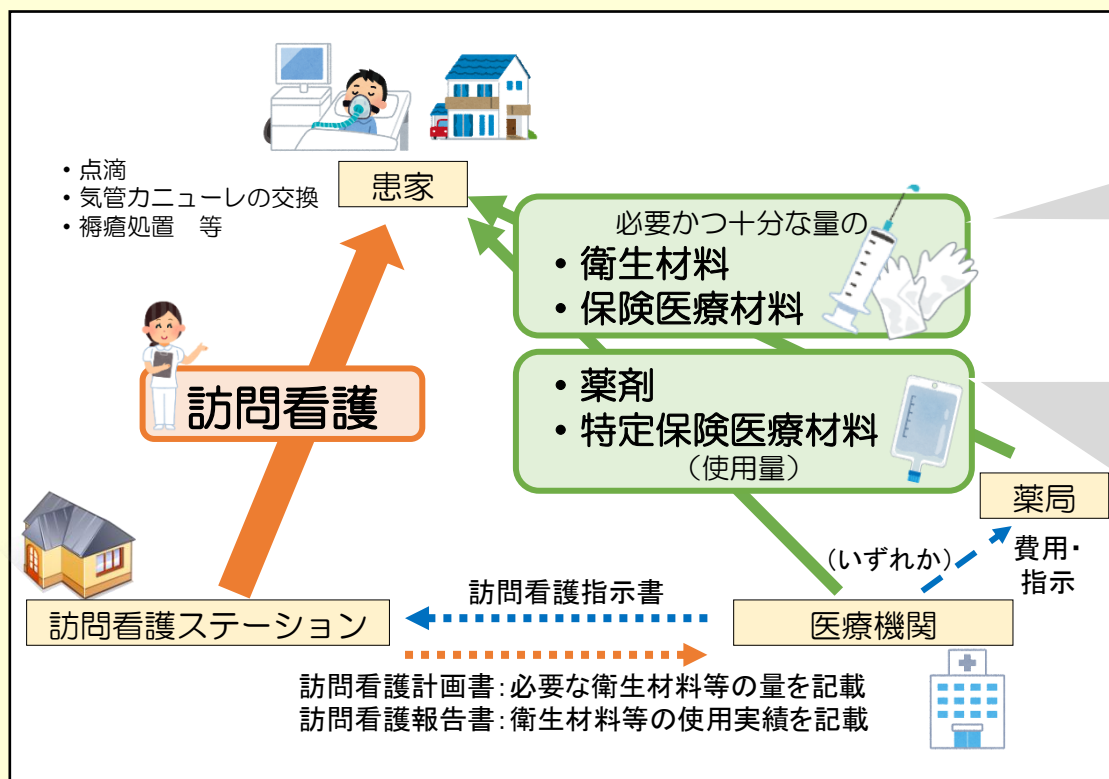 ・点滴
・気管カニューレの交換
・褥瘡処置　等
患家
必要かつ十分な量の
・衛生材料
・保険医療材料
訪問看護
・薬剤
・特定保険医療材料
（使用量）
薬局
（いずれか）
費用・
指示
訪問看護指示書
訪問看護ステーション
医療機関
訪問看護計画書：必要な衛生材料等の量を記載
訪問看護報告書：衛生材料等の使用実績を記載